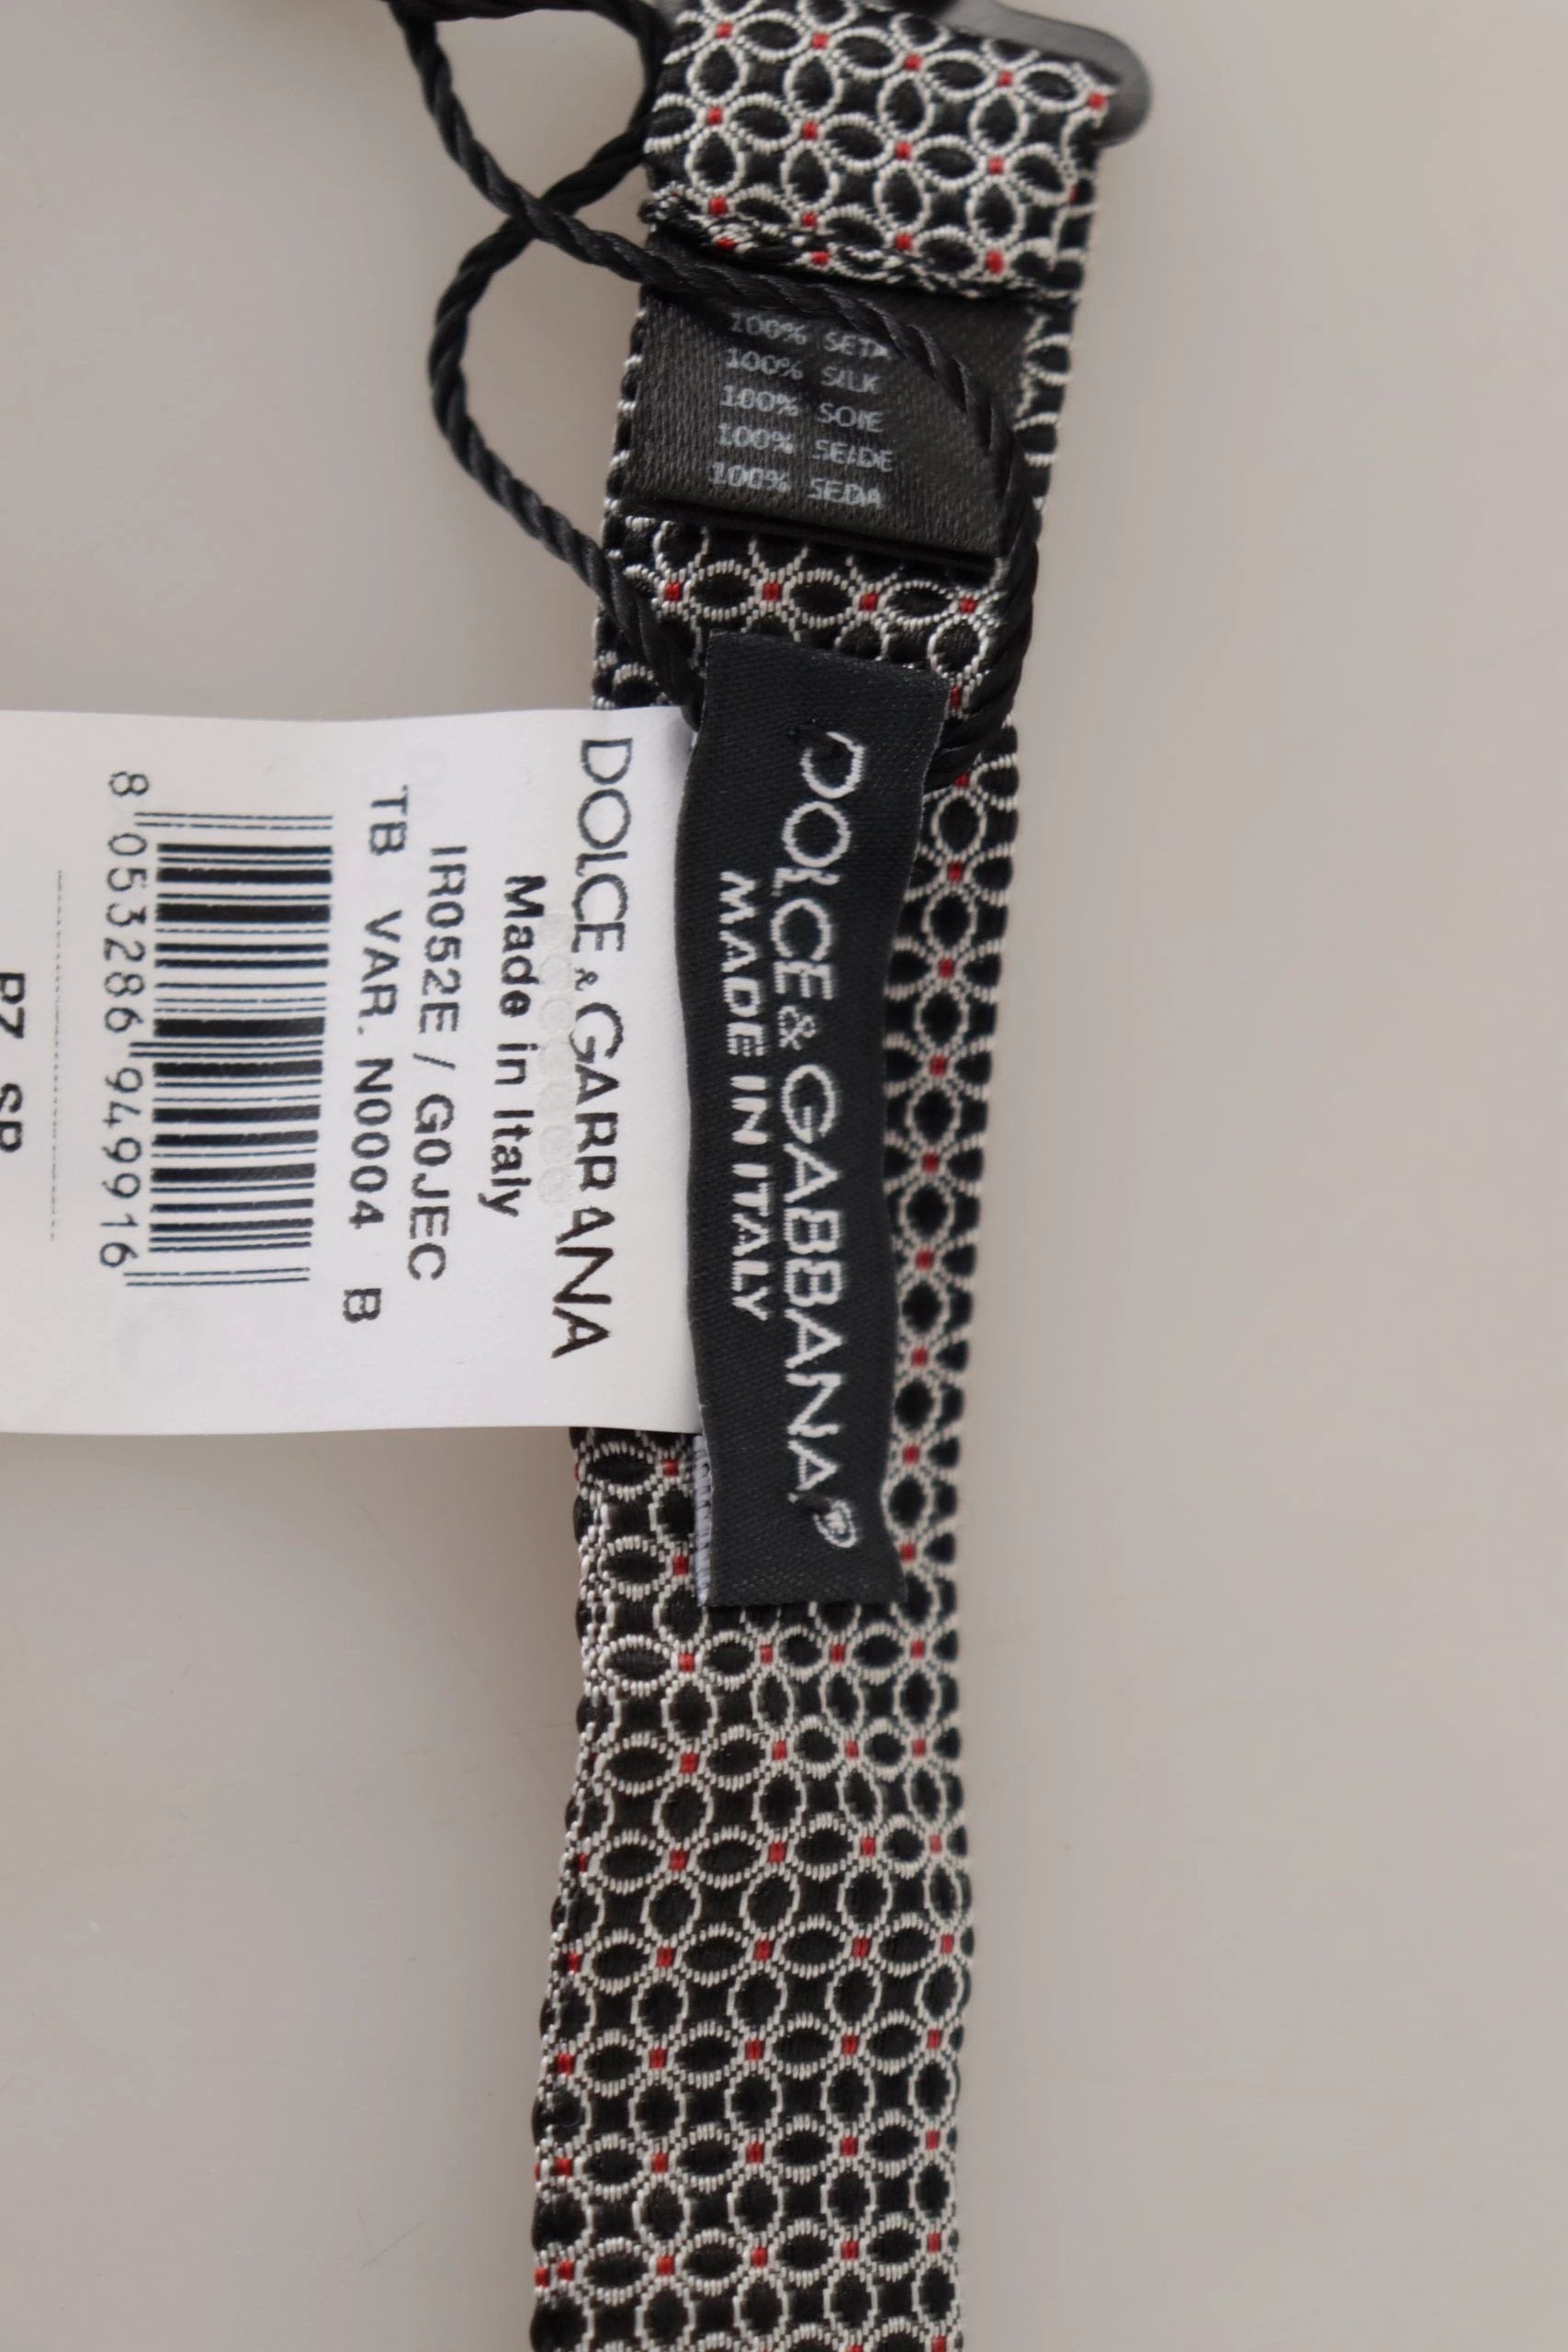 100% SETA
100% SILK
100% SOIE
100% SEIDE
100% SEDA
DOLCE & GABBANA
MADE IN ITALY
DOLCE & GABBANA
Made in Italy
IR052E / G0JEC
TB VAR. N0004 B
8 053286 949916